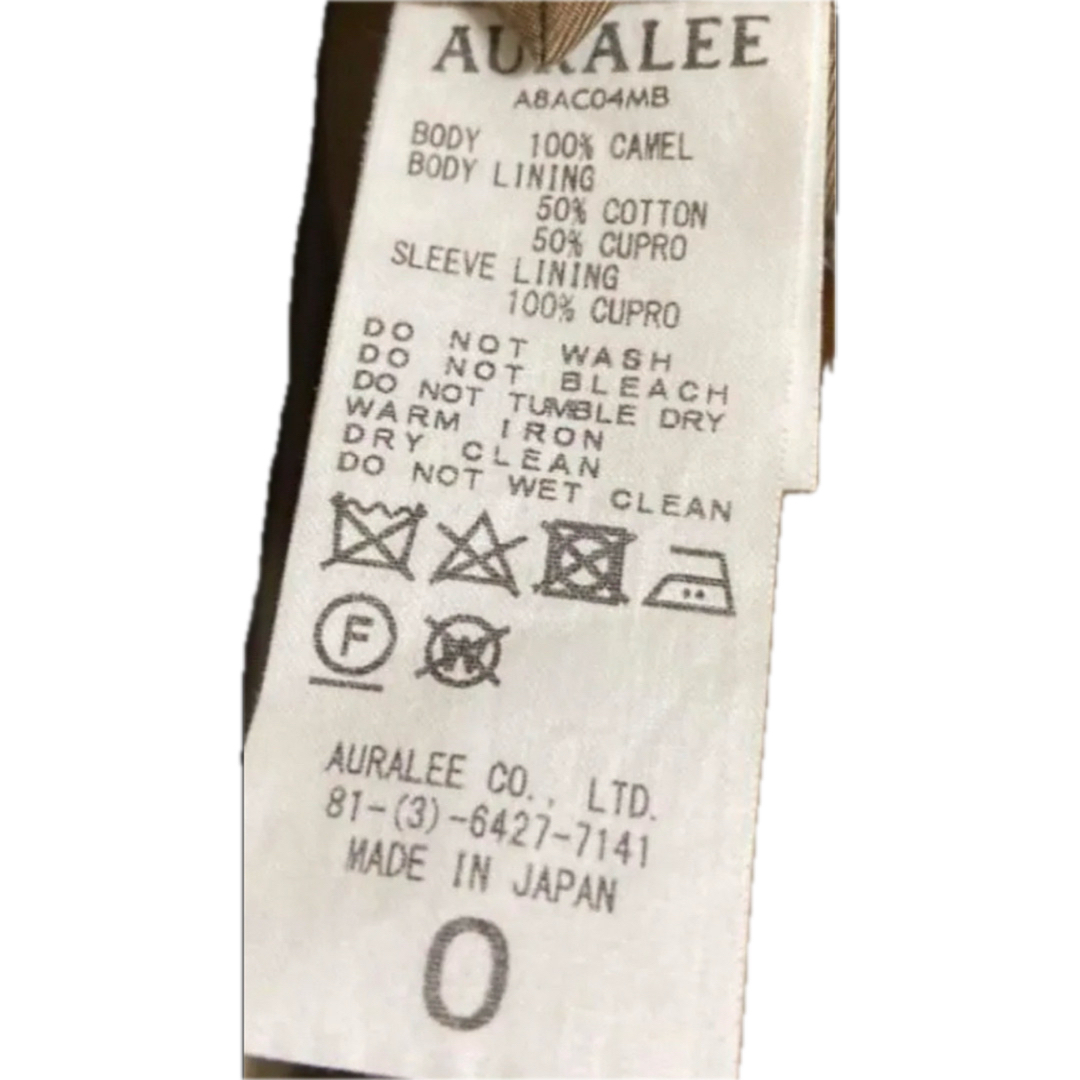 AURALEE
A8AC04MB
BODY 100% CAMEL
BODY LINING
50% COTTON
50% CUPRO
SLEEVE LINING
100% CUPRO
DO NOT WASH
DO NOT BLEACH
DO NOT TUMBLE DRY
WARM IRON
DRY CLEAN
DO NOT WET CLEAN
F W
AURALEE CO., LTD.
81-(3)-6427-7141
MADE IN JAPAN
0